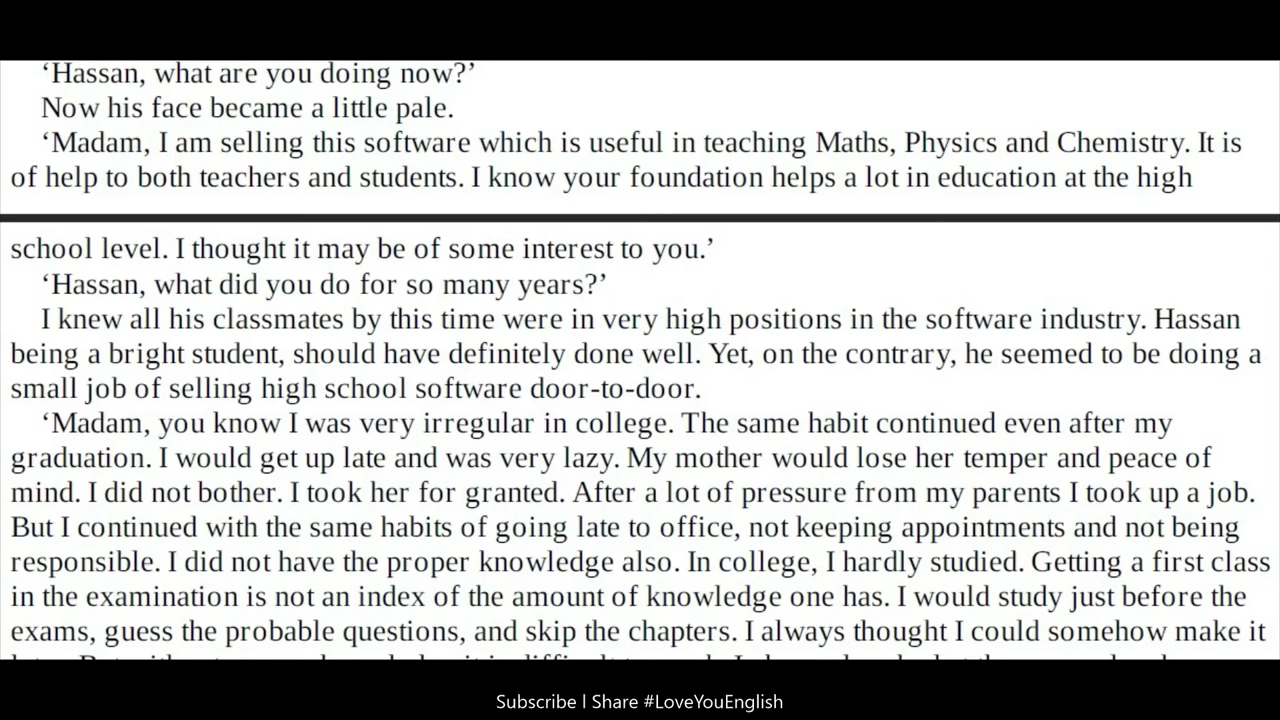 ‘Hassan, what are you doing now?’
Now his face became a little pale.
‘Madam, I am selling this software which is useful in teaching Maths, Physics and Chemistry. It is
of help to both teachers and students. I know your foundation helps a lot in education at the high
school level. I thought it may be of some interest to you.’
‘Hassan, what did you do for so many years?’
I knew all his classmates by this time were in very high positions in the software industry. Hassan
being a bright student, should have definitely done well. Yet, on the contrary, he seemed to be doing a
small job of selling high school software door-to-door.
‘Madam, you know I was very irregular in college. The same habit continued even after my
graduation. I would get up late and was very lazy. My mother would lose her temper and peace of
mind. I did not bother. I took her for granted. After a lot of pressure from my parents I took up a job.
But I continued with the same habits of going late to office, not keeping appointments and not being
responsible. I did not have the proper knowledge also. In college, I hardly studied. Getting a first class
in the examination is not an index of the amount of knowledge one has. I would study just before the
exams, guess the probable questions, and skip the chapters. I always thought I could somehow make it
Subscribe | Share #LoveYouEnglish